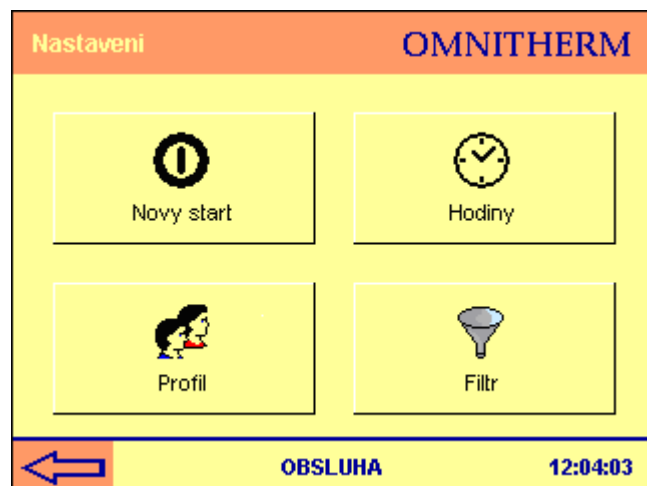 Nastaveni OMNITHERM
Novy start Hodiny
Profil Filtr
OBSLUHA 12:04:03